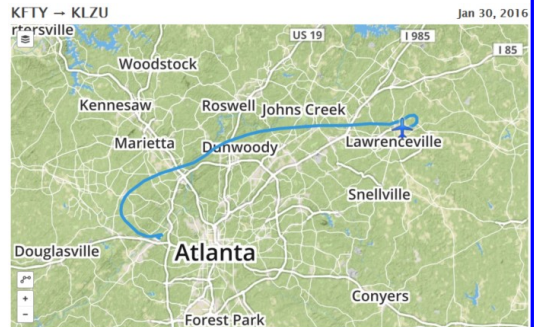 KFTY → KLZU
Jan 30, 2016
rtersville
US 19
I 985
I 85
Woodstock
Kennesaw
Roswell
Johns Creek
Marietta
Dunwoody
Lawrenceville
Snellville
Douglasville
Atlanta
Conyers
Forest Park
+
−